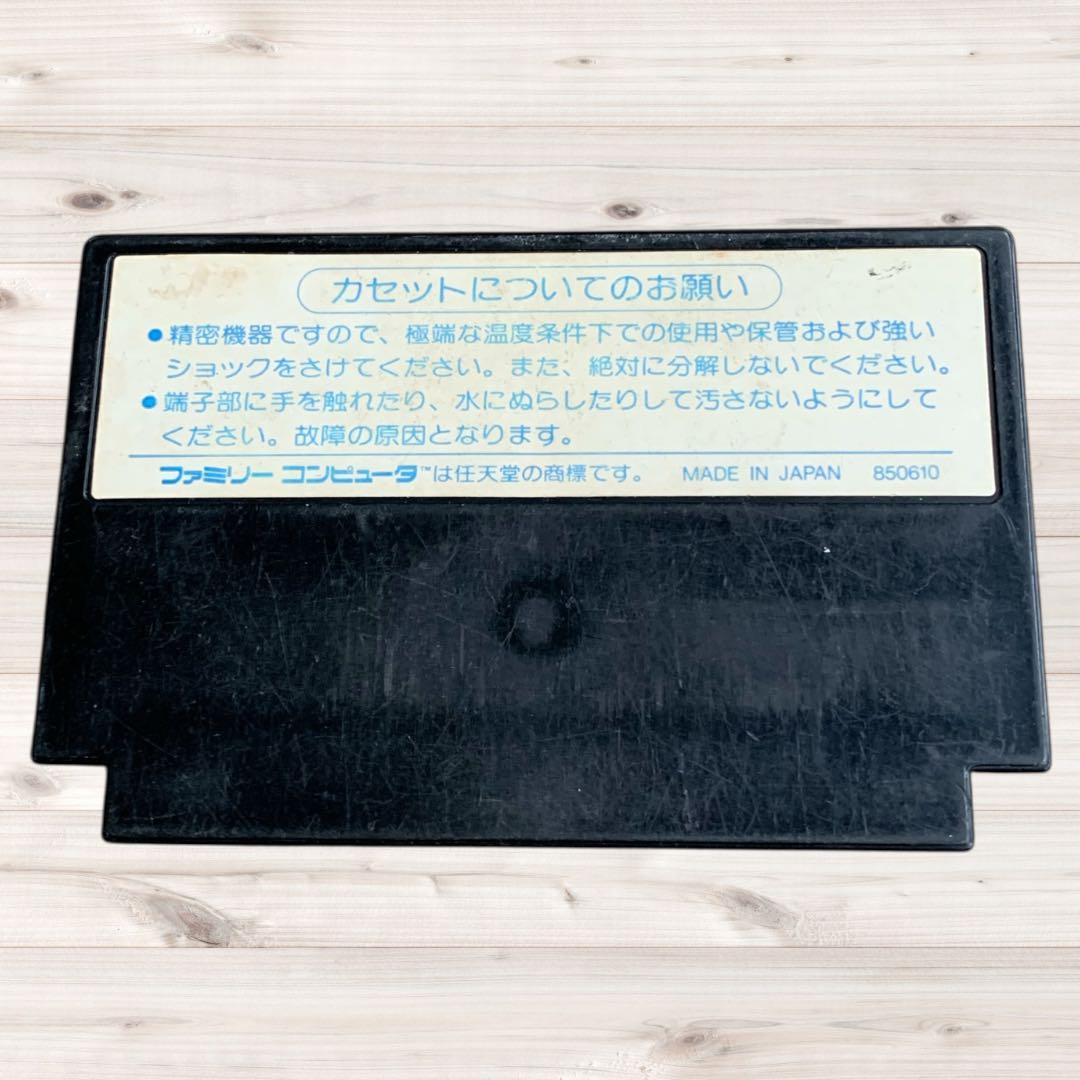 カセットについてのお願い
●精密機器ですので、極端な温度条件下での使用や保管および強い
ショックをさけてください。また、絶対に分解しないでください。
●端子部に手を触れたり、水にぬらしたりして汚さないようにして
ください。故障の原因となります。
ファミリー コンピュータ™は任天堂の商標です。 MADE IN JAPAN 850610